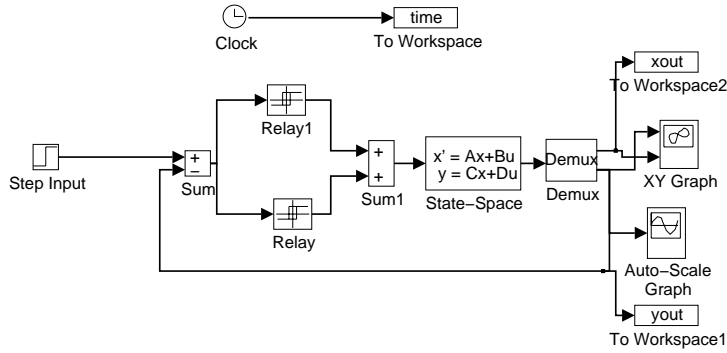 time
Clock
To Workspace
xout
To Workspace2
Relay1
Step Input
+
−
Sum
+
+
Sum1
x' = Ax+Bu
y = Cx+Du
State−Space
Demux
Demux
XY Graph
Relay
Auto−Scale
Graph
yout
To Workspace1